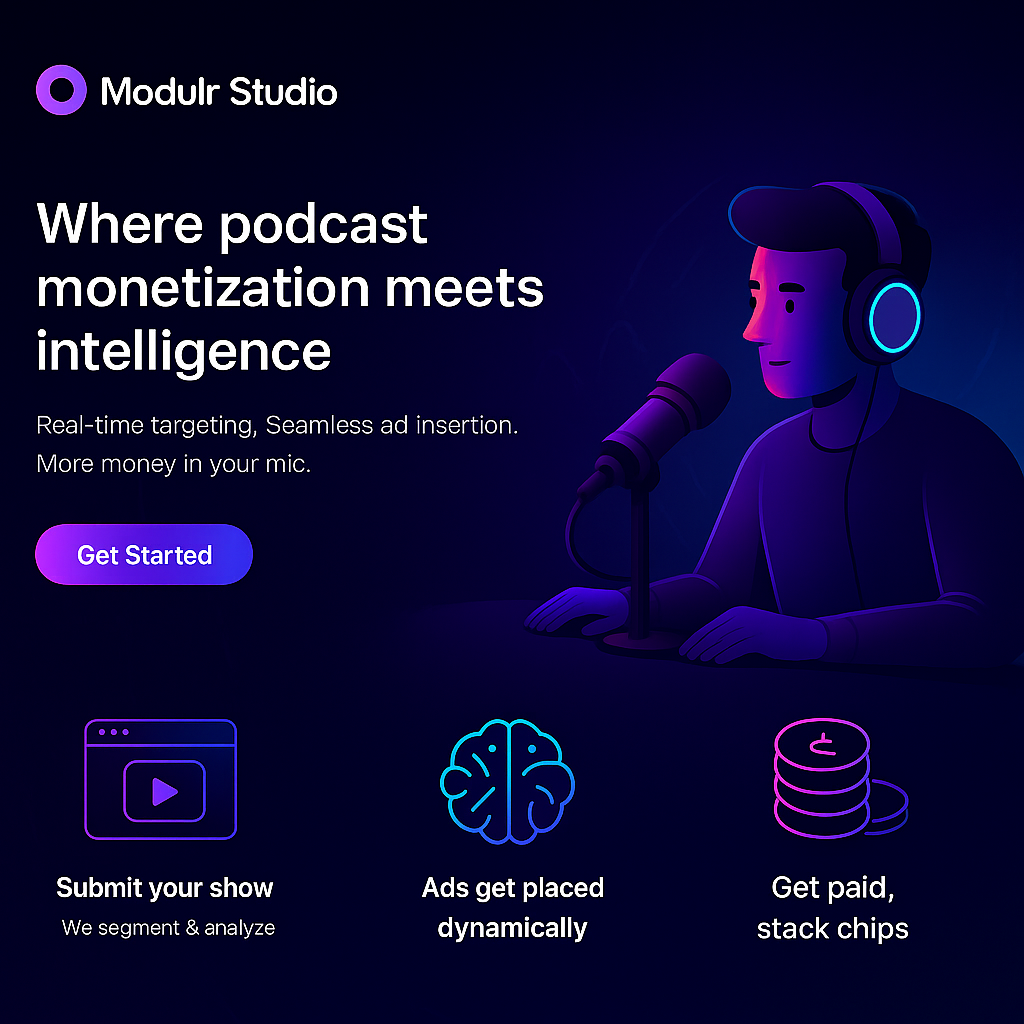 Modulr Studio
Where podcast
monetization meets
intelligence
Real-time targeting, Seamless ad insertion.
More money in your mic.
Get Started
Submit your show
We segment & analyze
Ads get placed
dynamically
Get paid,
stack chips